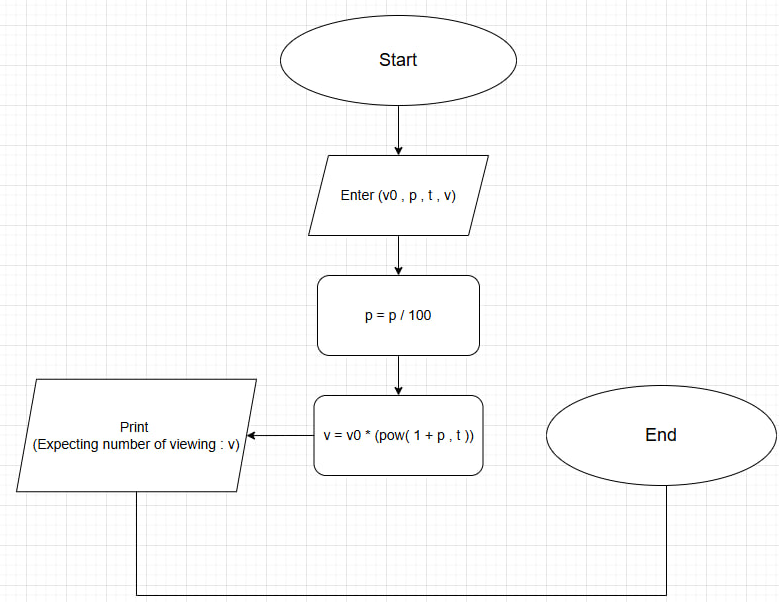 Start
Enter (v0 , p , t , v)
p = p / 100
v = v0 * (pow( 1 + p , t ))
Print
(Expecting number of viewing : v)
End